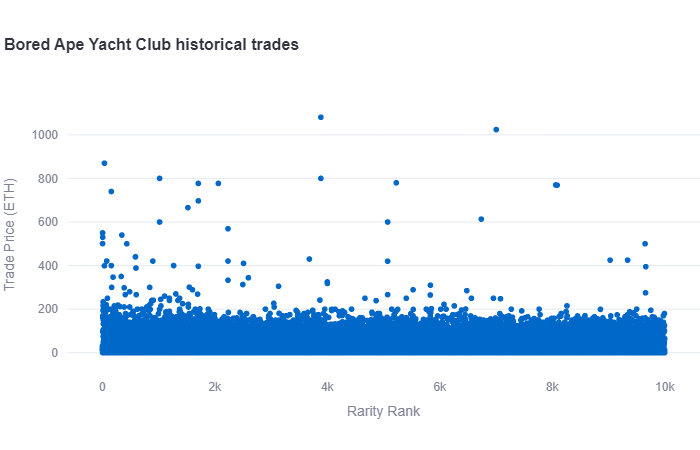 Bored Ape Yacht Club historical trades
Trade Price (ETH)
1000
800
600
400
200
0
0
2k
4k
6k
8k
10k
Rarity Rank